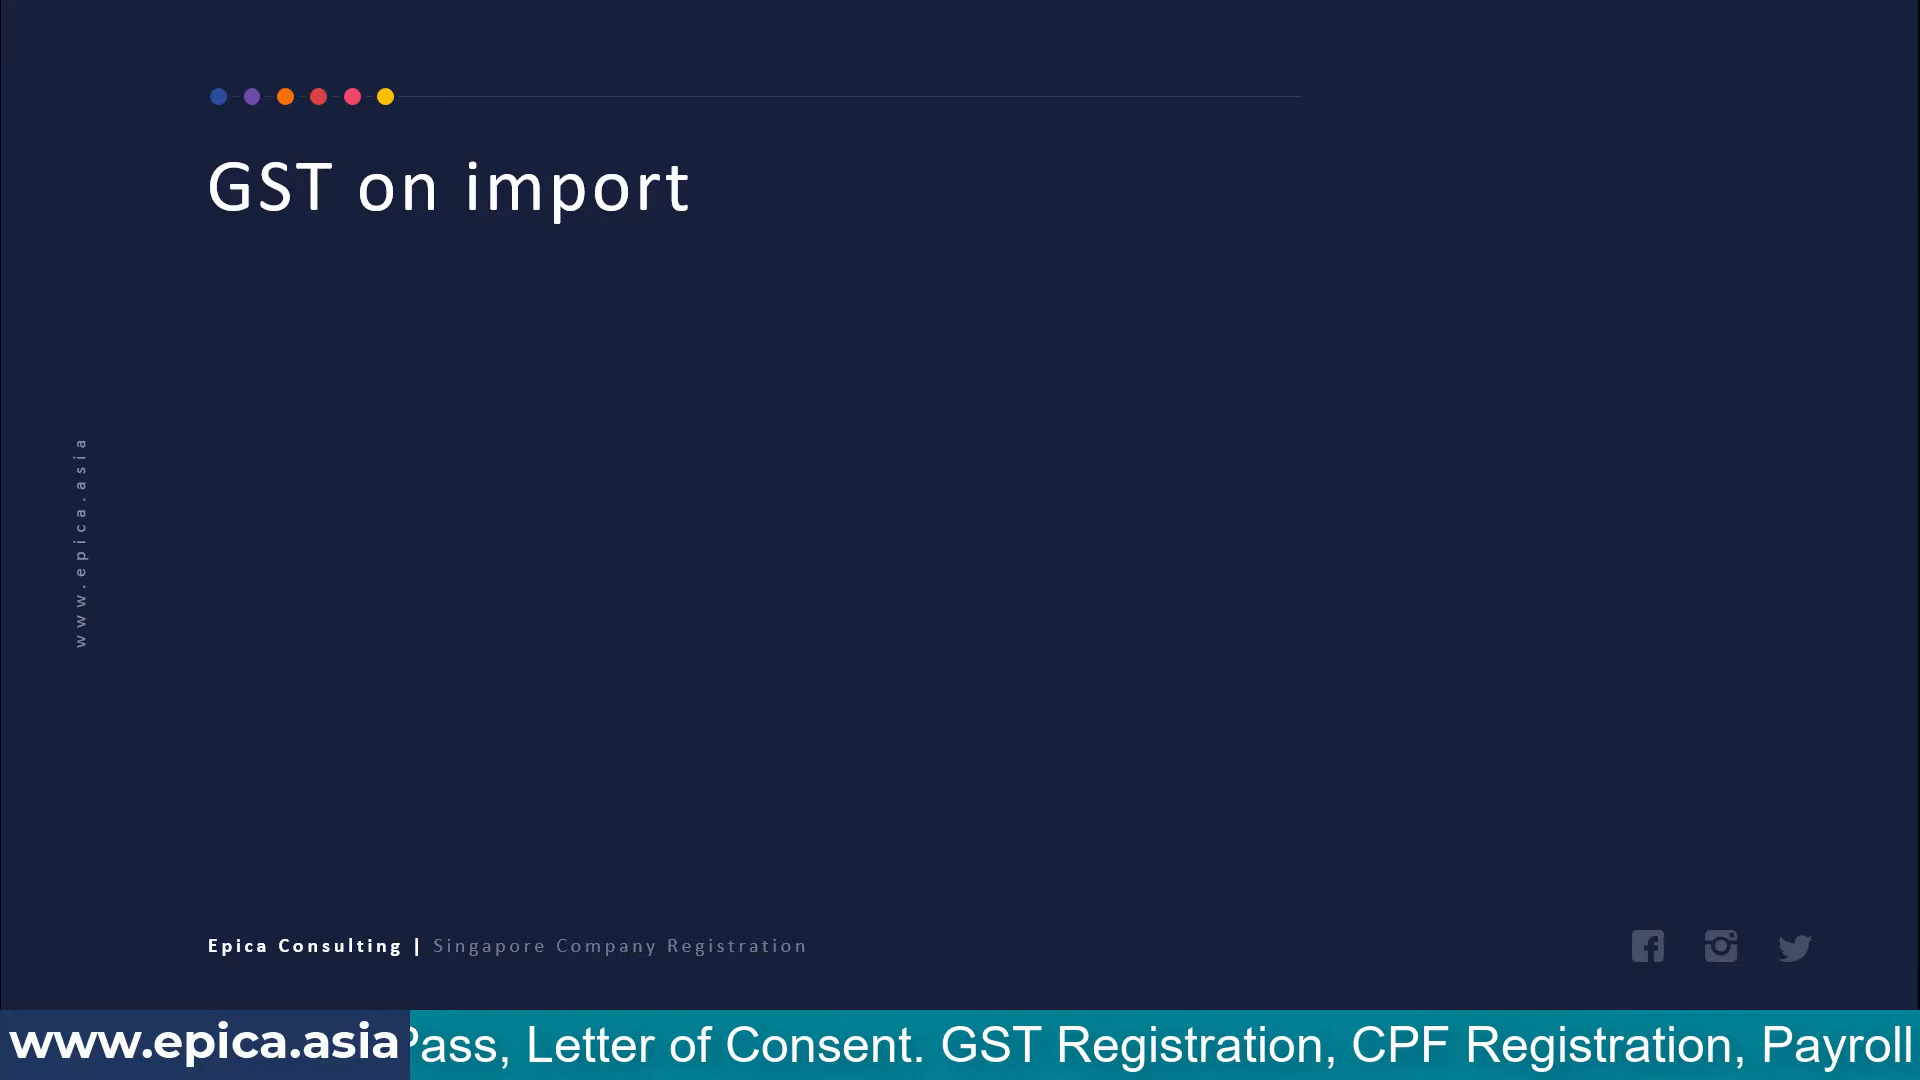 GST on import
www.epica.asia
Epica Consulting | Singapore Company Registration
www.epica.asia
Pass, Letter of Consent. GST Registration, CPF Registration, Payroll